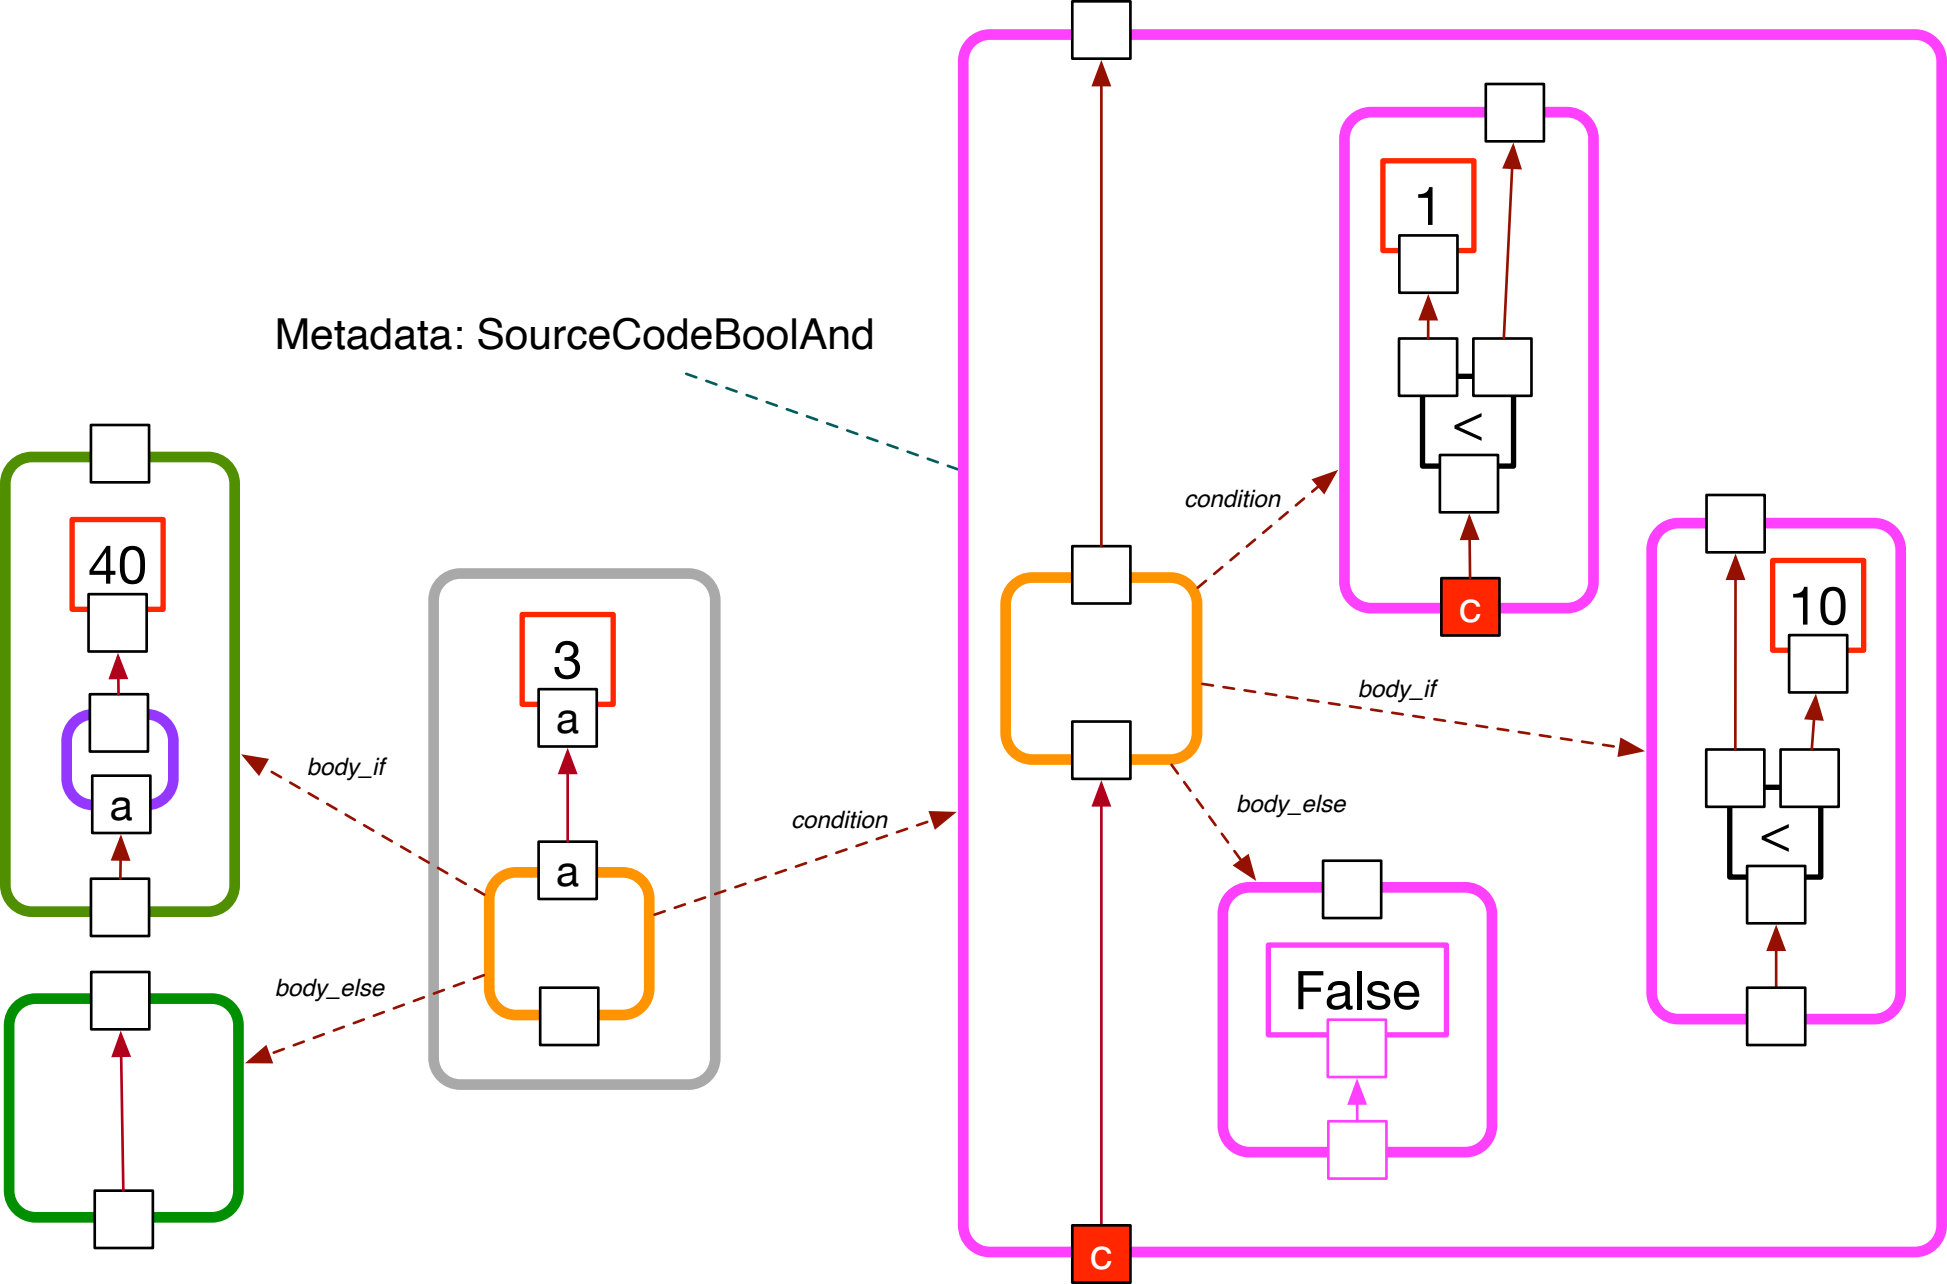 1
Metadata: SourceCodeBoolAnd
<
condition
40
10
3
body_if
a
body_if
a
condition
body_else
<
a
body_else
False
c
c